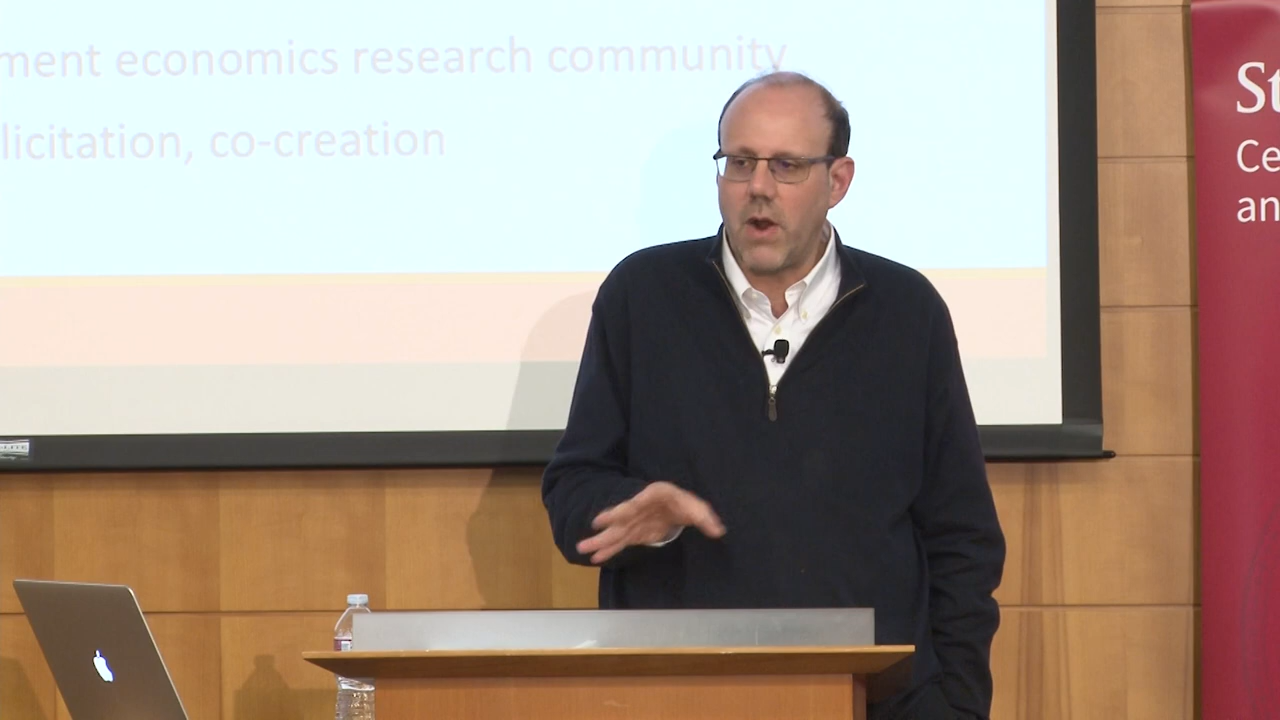 ment economics research community
licitation, co-creation
St
Ce
an